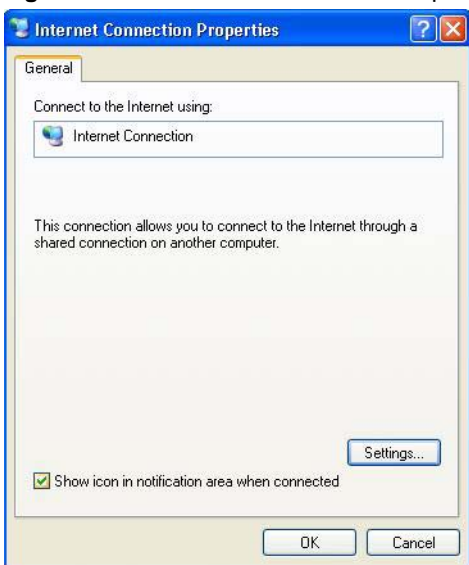 Internet Connection Properties
General
Connect to the Internet using:
Internet Connection
This connection allows you to connect to the Internet through a
shared connection on another computer.
Settings...
Show icon in notification area when connected
OK
Cancel